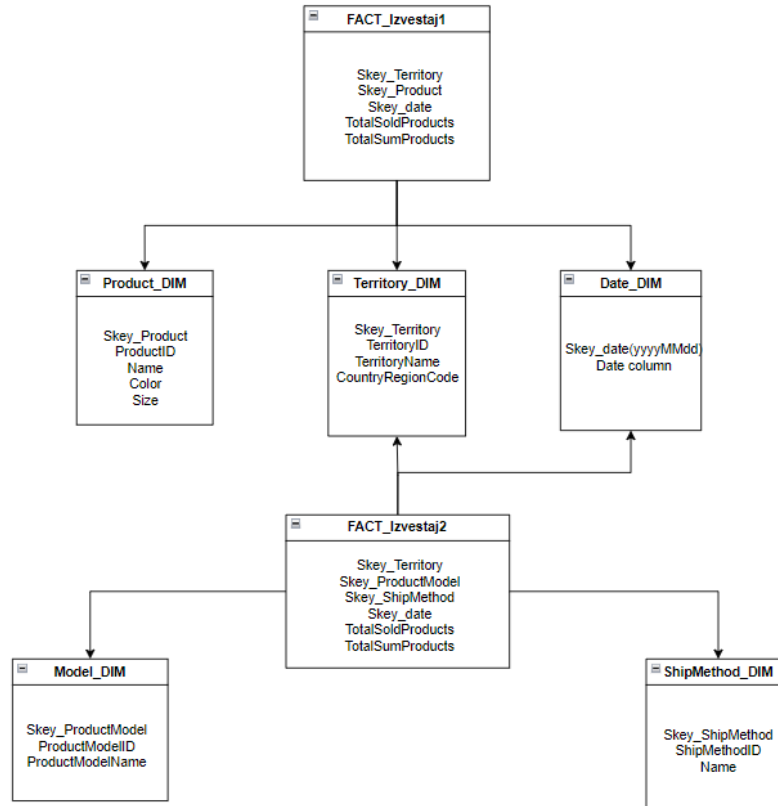 FACT_Izvestaj1
Skey_Territory
Skey_Product
Skey_date
TotalSoldProducts
TotalSumProducts
Product_DIM
Skey_Product
ProductID
Name
Color
Size
Territory_DIM
Skey_Territory
TerritoryID
TerritoryName
CountryRegionCode
Date_DIM
Skey_date(yyyyMMdd)
Date column
FACT_Izvestaj2
Skey_Territory
Skey_ProductModel
Skey_ShipMethod
Skey_date
TotalSoldProducts
TotalSumProducts
Model_DIM
Skey_ProductModel
ProductModelID
ProductModelName
ShipMethod_DIM
Skey_ShipMethod
ShipMethodID
Name